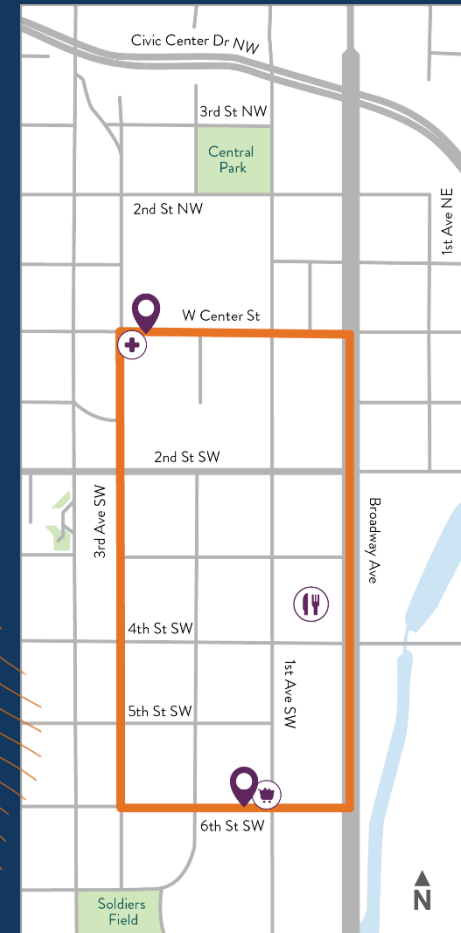 Civic Center Dr NW
3rd St NW
Central
Park
2nd St NW
1st Ave NE
W Center St
2nd St SW
3rd Ave SW
Broadway Ave
4th St SW
1st Ave SW
5th St SW
6th St SW
Soldiers
Field
N